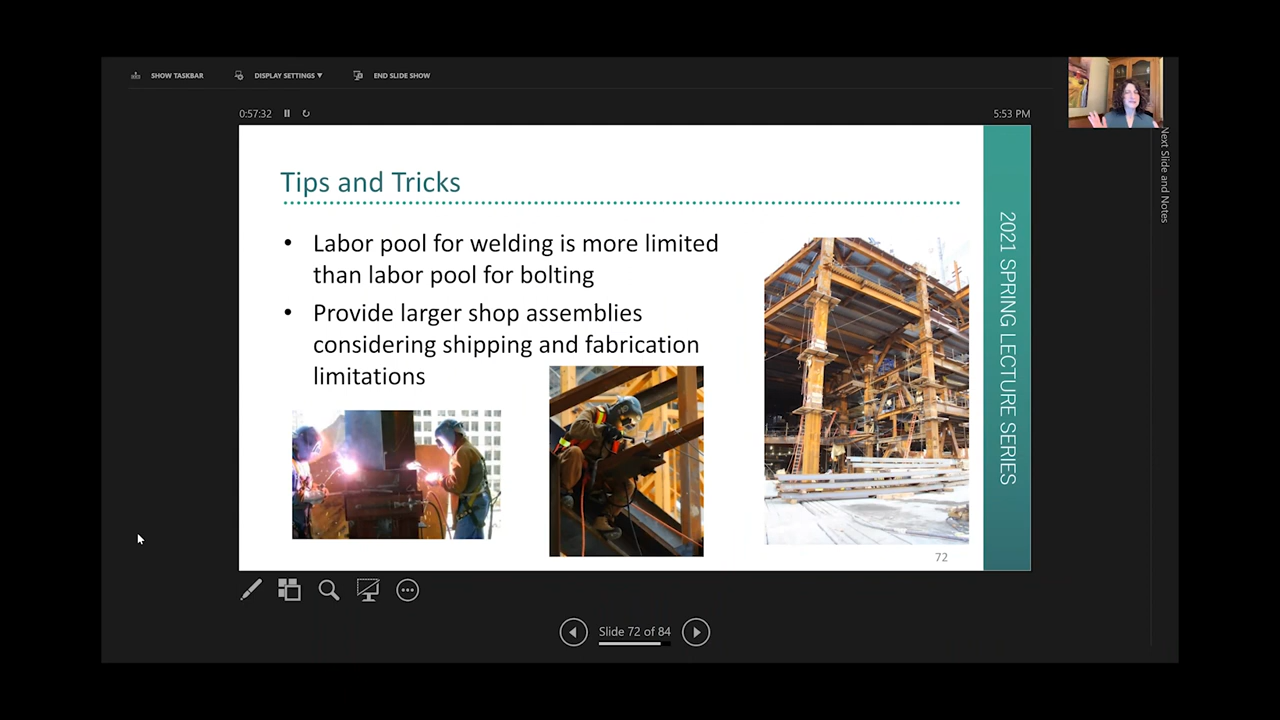 SHOW TASKBAR
DISPLAY SETTINGS ▼
END SLIDE SHOW
0:57:32
5:53 PM
Next Slide and Notes
Tips and Tricks
• Labor pool for welding is more limited
than labor pool for bolting
• Provide larger shop assemblies
considering shipping and fabrication
limitations
2021 SPRING LECTURE SERIES
72
Slide 72 of 84